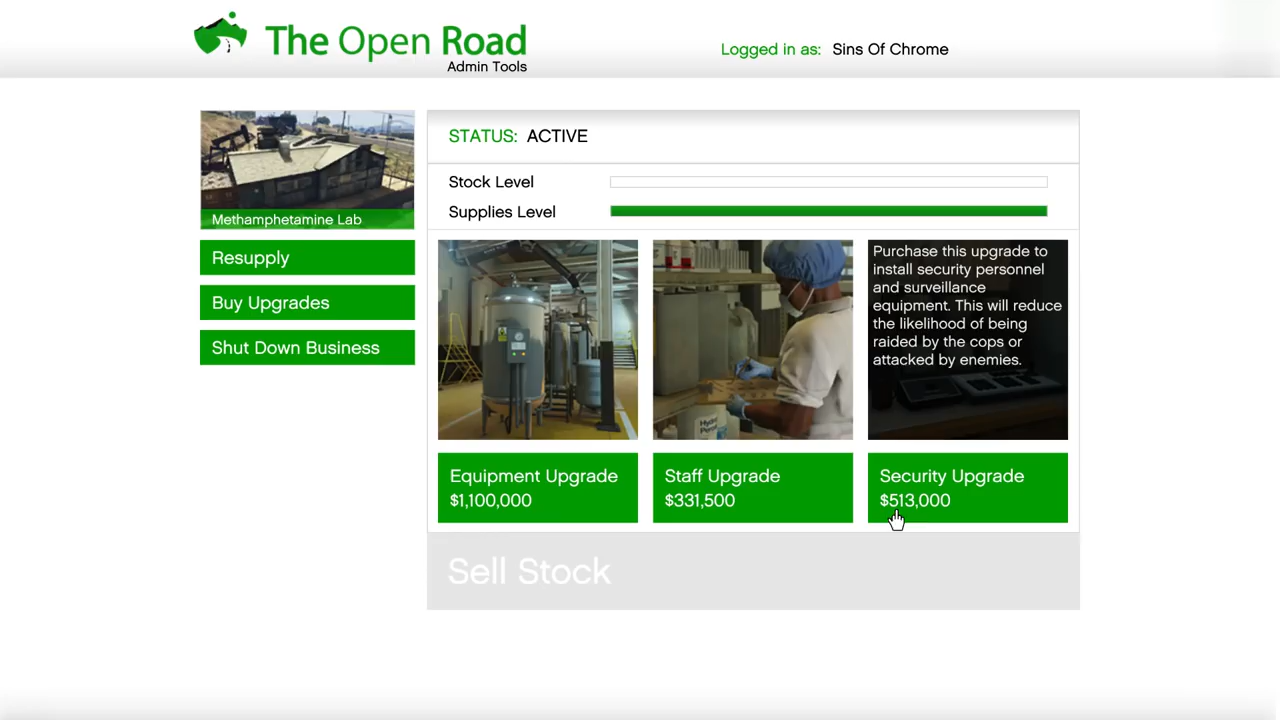 The Open Road
Admin Tools
Logged in as: Sins Of Chrome
Methamphetamine Lab
Resupply
Buy Upgrades
Shut Down Business
STATUS: ACTIVE
Stock Level
Supplies Level
Purchase this upgrade to
install security personnel
and surveillance
equipment. This will reduce
the likelihood of being
raided by the cops or
attacked by enemies.
Equipment Upgrade
$1,100,000
Staff Upgrade
$331,500
Security Upgrade
$513,000
Sell Stock